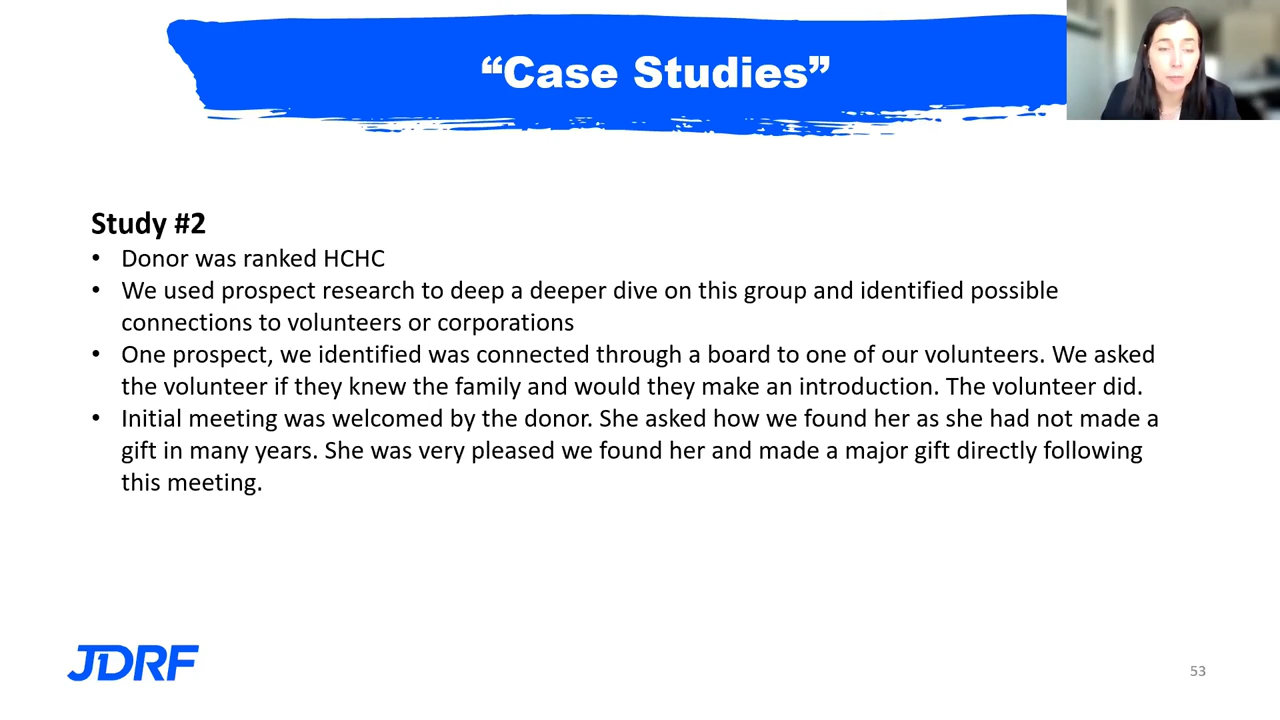 “Case Studies”
Study #2
• Donor was ranked HCHC
• We used prospect research to deep a deeper dive on this group and identified possible
connections to volunteers or corporations
• One prospect, we identified was connected through a board to one of our volunteers. We asked
the volunteer if they knew the family and would they make an introduction. The volunteer did.
• Initial meeting was welcomed by the donor. She asked how we found her as she had not made a
gift in many years. She was very pleased we found her and made a major gift directly following
this meeting.
JDRF
53